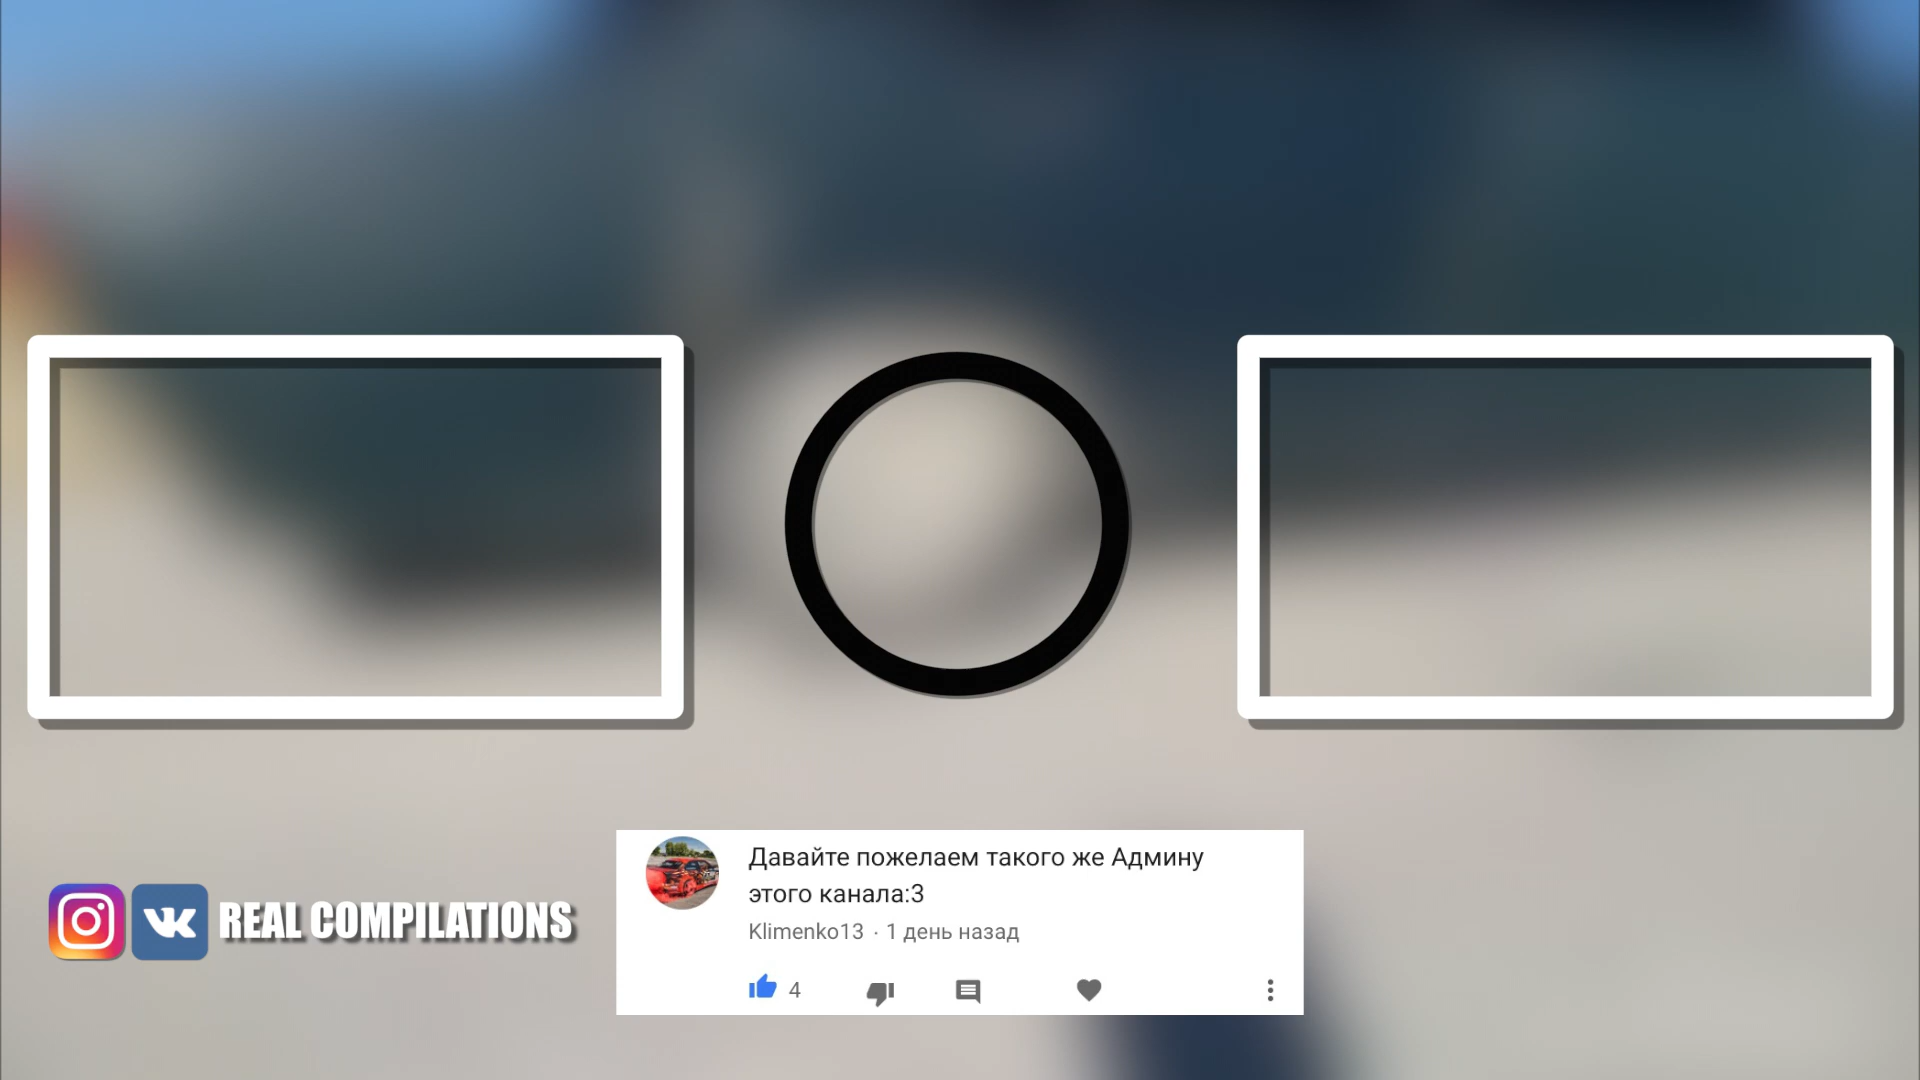 Давайте пожелаем такого же Админу
этого канала:3
Klimenko13 · 1 день назад
4
REAL COMPILATIONS